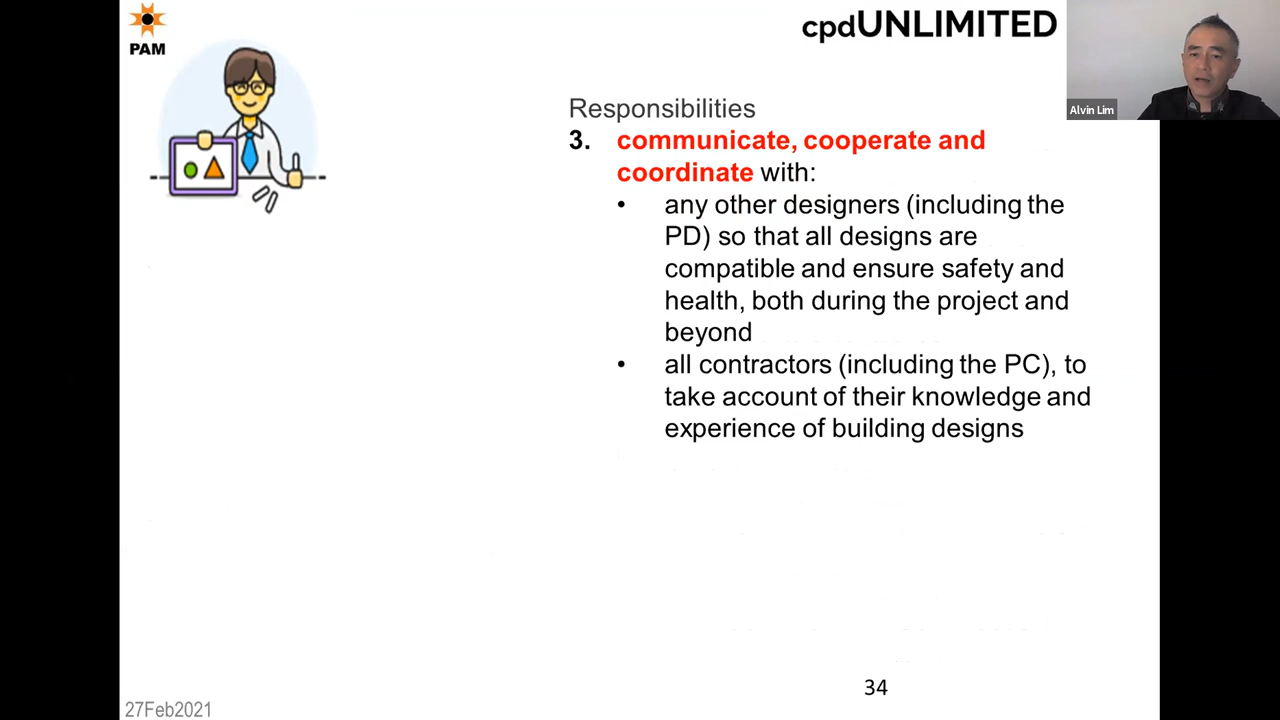 PAM
cpdUNLIMITED
Alvin Lim
Responsibilities
3. communicate, cooperate and
coordinate with:
• any other designers (including the
PD) so that all designs are
compatible and ensure safety and
health, both during the project and
beyond
• all contractors (including the PC), to
take account of their knowledge and
experience of building designs
34
27Feb2021